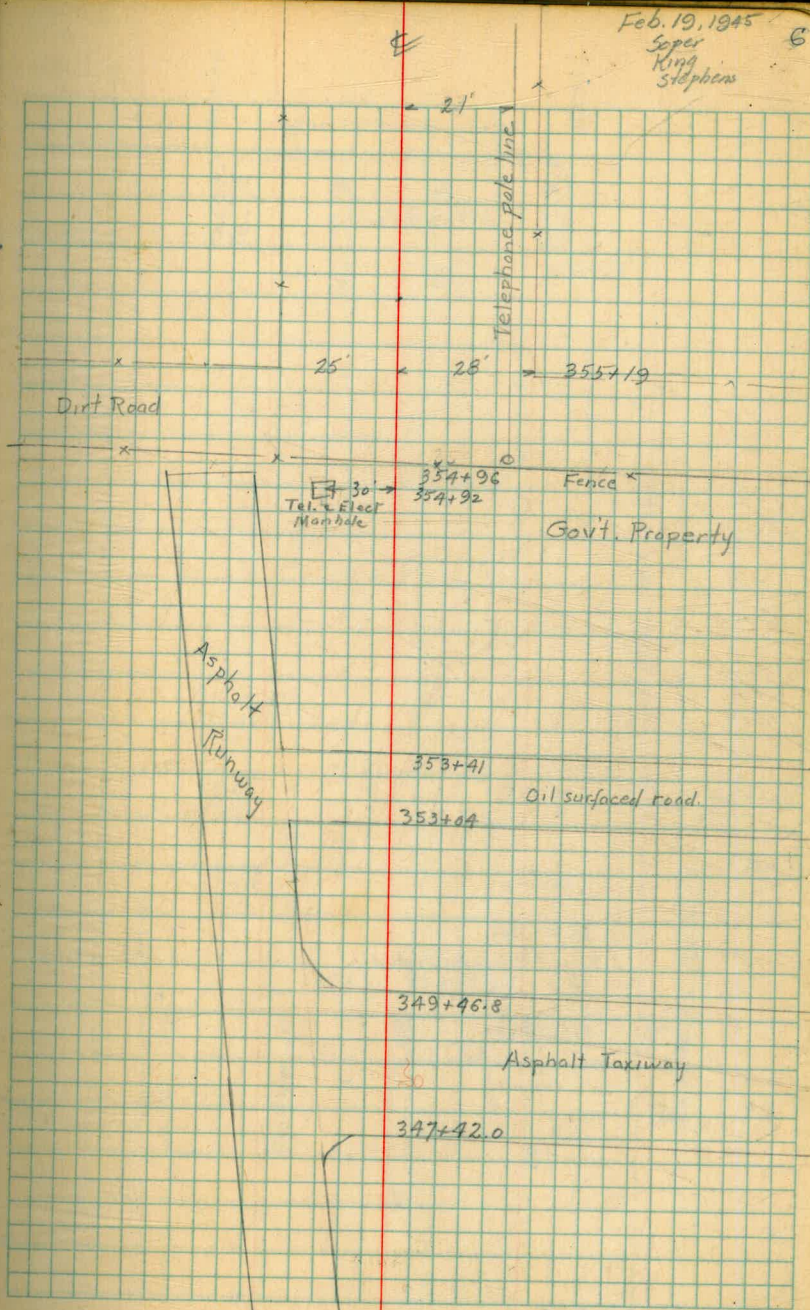 Feb. 19, 1945
6
Soper
King
Stephens
℄
21'
Telephone pole line
25'
28'
355+19
Dirt Road
354+96
Fence
30'
354+92
Tel. & Elect
Manhole
Gov't. Property
Asphalt
Runway
353+41
Oil surfaced road.
353+04
349+46.8
Asphalt Taxiway
347+42.0